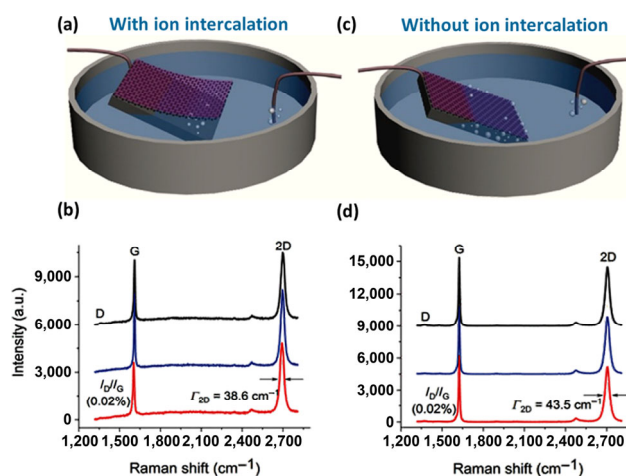 With ion intercalation
Without ion intercalation
(a)
(c)
(b)
(d)
G
2D
9,000
D
6,000
Intensity (a.u.)
3,000
I_D/I_G
(0.02%)
Γ_2D = 38.6 cm⁻¹
0
1,200 1,500 1,800 2,100 2,400 2,700
Raman shift (cm⁻¹)
G
15,000
2D
12,000
D
9,000
6,000
3,000
I_D/I_G
(0.02%)
Γ_2D = 43.5 cm⁻¹
0
1,200 1,500 1,800 2,100 2,400 2,700
Raman shift (cm⁻¹)